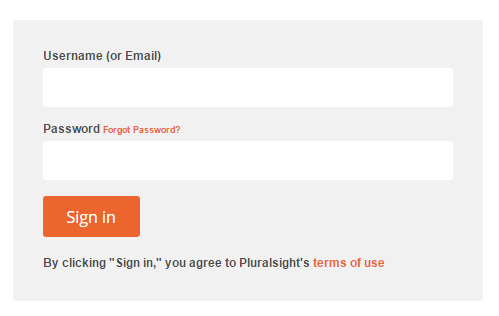 Username (or Email)
Password Forgot Password?
Sign in
By clicking "Sign in," you agree to Pluralsight's terms of use